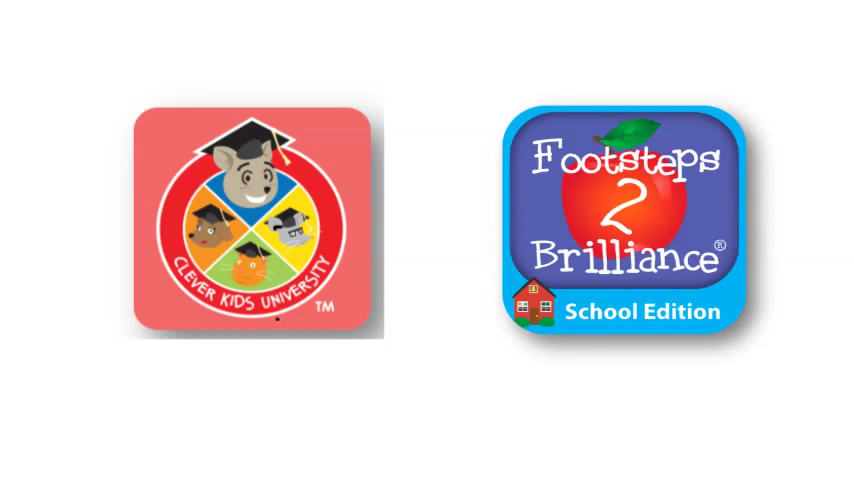 CLEVER KIDS UNIVERSITY
TM
Footsteps
2
Brilliance®
School Edition